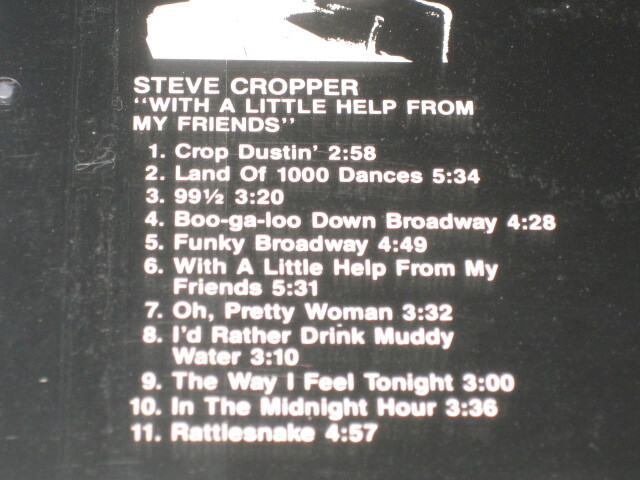 STEVE CROPPER
"WITH A LITTLE HELP FROM
MY FRIENDS"
1. Crop Dustin' 2:58
2. Land Of 1000 Dances 5:34
3. 99½ 3:20
4. Boo-ga-loo Down Broadway 4:28
5. Funky Broadway 4:49
6. With A Little Help From My
Friends 5:31
7. Oh, Pretty Woman 3:32
8. I'd Rather Drink Muddy
Water 3:10
9. The Way I Feel Tonight 3:00
10. In The Midnight Hour 3:36
11. Rattlesnake 4:57